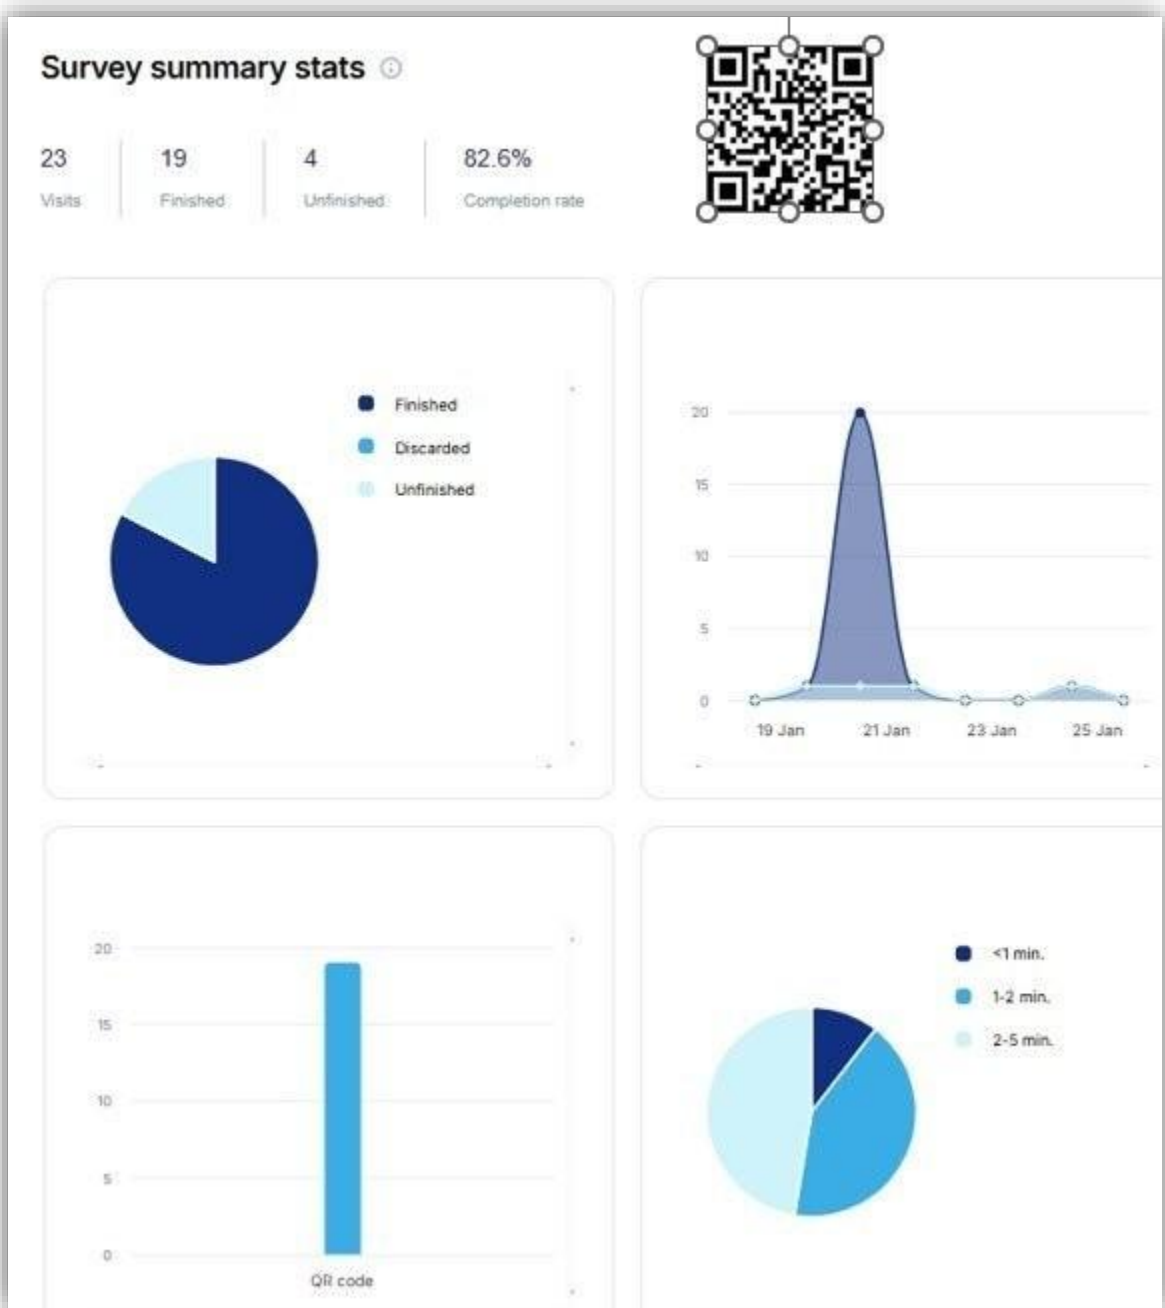 Survey summary stats
23
19
4
82.6%
Visits
Finished
Unfinished
Completion rate
Finished
Discarded
Unfinished
20
15
10
5
0
19 Jan
21 Jan
23 Jan
25 Jan
20
15
10
5
0
QR code
<1 min.
1-2 min.
2-5 min.